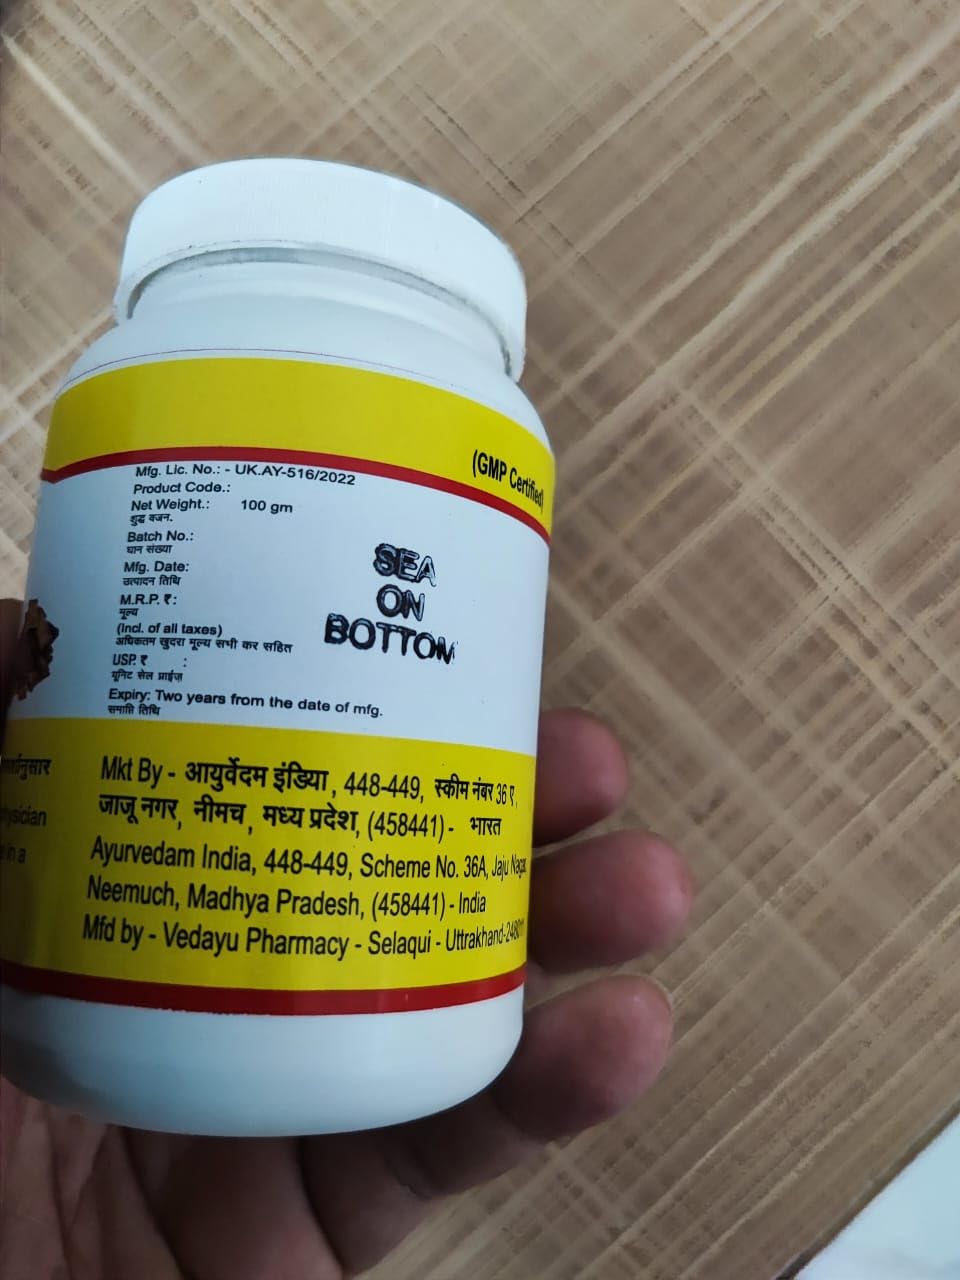 (GMP Certified)
Mfg. Lic. No.: - UK.AY-516/2022
Product Code.:
Net Weight.: 100 gm
शुद्ध वजन.
Batch No.:
घान संख्या
Mfg. Date:
उत्पादन तिथि
M.R.P. ₹:
मूल्य
(Incl. of all taxes)
अधिकतम खुदरा मूल्य सभी कर सहित
USP. ₹ :
यूनिट सेल प्राईज़
Expiry: Two years from the date of mfg.
समाप्ति तिथि
SEA
ON
BOTTOM
Mkt By - आयुर्वेदम इंडिया, 448-449, स्कीम नंबर 36 ए,
जाजू नगर, नीमच, मध्य प्रदेश, (458441) - भारत
Ayurvedam India, 448-449, Scheme No. 36A, Jaju Nagar,
Neemuch, Madhya Pradesh, (458441) - India
Mfd by - Vedayu Pharmacy - Selaqui - Uttrakhand-